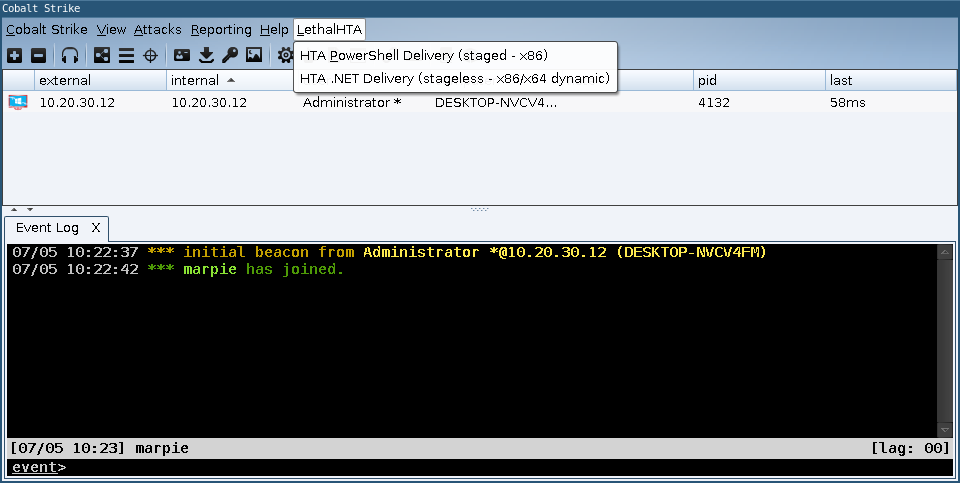 Cobalt Strike
Cobalt Strike View Attacks Reporting Help LethalHTA
HTA PowerShell Delivery (staged - x86)
HTA .NET Delivery (stageless - x86/x64 dynamic)
external internal pid last
10.20.30.12 10.20.30.12 Administrator * DESKTOP-NVCV4... 4132 58ms
Event Log X
07/05 10:22:37 *** initial beacon from Administrator *@10.20.30.12 (DESKTOP-NVCV4FM)
07/05 10:22:42 *** marpie has joined.
[07/05 10:23] marpie [lag: 00]
event>